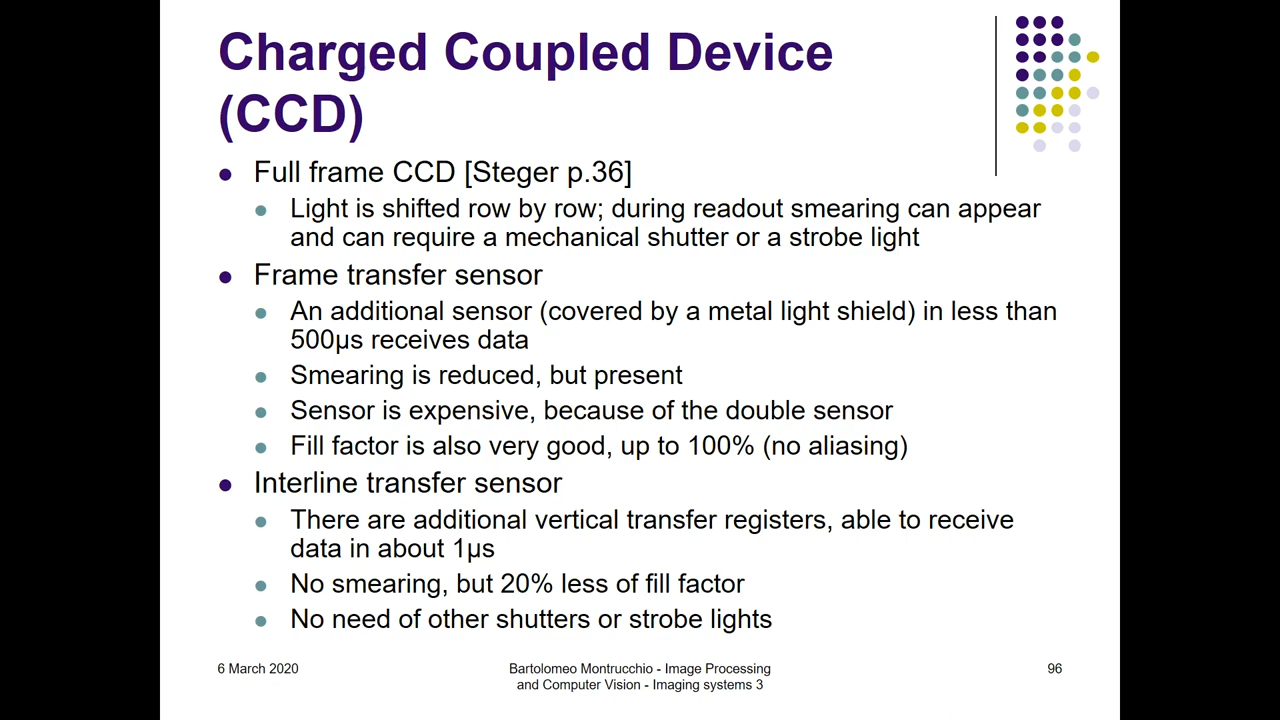 Charged Coupled Device
(CCD)
Full frame CCD [Steger p.36]
Light is shifted row by row; during readout smearing can appear
and can require a mechanical shutter or a strobe light
Frame transfer sensor
An additional sensor (covered by a metal light shield) in less than
500µs receives data
Smearing is reduced, but present
Sensor is expensive, because of the double sensor
Fill factor is also very good, up to 100% (no aliasing)
Interline transfer sensor
There are additional vertical transfer registers, able to receive
data in about 1µs
No smearing, but 20% less of fill factor
No need of other shutters or strobe lights
6 March 2020
Bartolomeo Montrucchio - Image Processing
and Computer Vision - Imaging systems 3
96